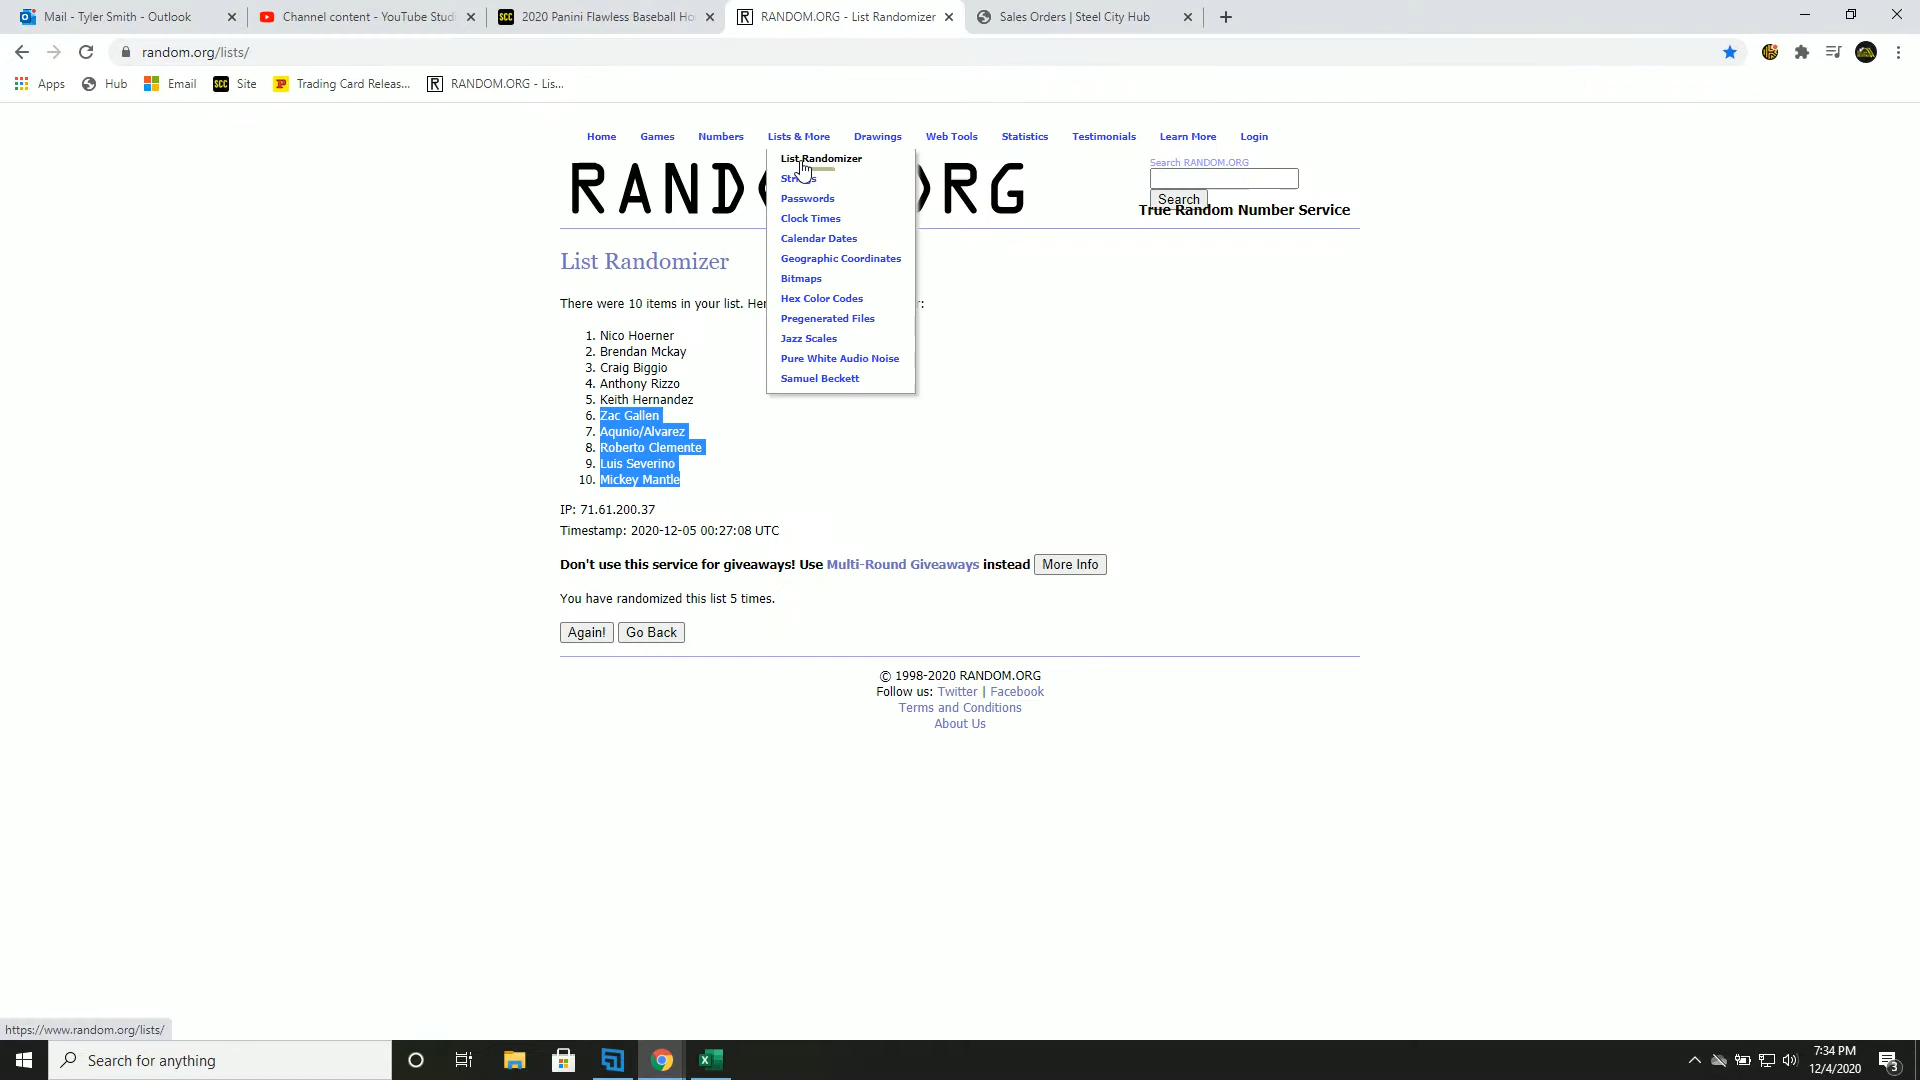 Mail - Tyler Smith - Outlook
Channel content - YouTube Studi
SCC 2020 Panini Flawless Baseball Ho
R RANDOM.ORG - List Randomizer
Sales Orders | Steel City Hub
random.org/lists/
Apps Hub Email SCC Site Trading Card Releas... R RANDOM.ORG - Lis...
Home Games Numbers Lists & More Drawings Web Tools Statistics Testimonials Learn More Login
List Randomizer
Strings
Passwords
Clock Times
Calendar Dates
Geographic Coordinates
Bitmaps
Hex Color Codes
Pregenerated Files
Jazz Scales
Pure White Audio Noise
Samuel Beckett
Search RANDOM.ORG
Search
True Random Number Service
List Randomizer
There were 10 items in your list. Her
r:
1. Nico Hoerner
2. Brendan Mckay
3. Craig Biggio
4. Anthony Rizzo
5. Keith Hernandez
6. Zac Gallen
7. Aqunio/Alvarez
8. Roberto Clemente
9. Luis Severino
10. Mickey Mantle
IP: 71.61.200.37
Timestamp: 2020-12-05 00:27:08 UTC
Don't use this service for giveaways! Use Multi-Round Giveaways instead More Info
You have randomized this list 5 times.
Again! Go Back
© 1998-2020 RANDOM.ORG
Follow us: Twitter | Facebook
Terms and Conditions
About Us
https://www.random.org/lists/
Search for anything
7:34 PM
12/4/2020
3